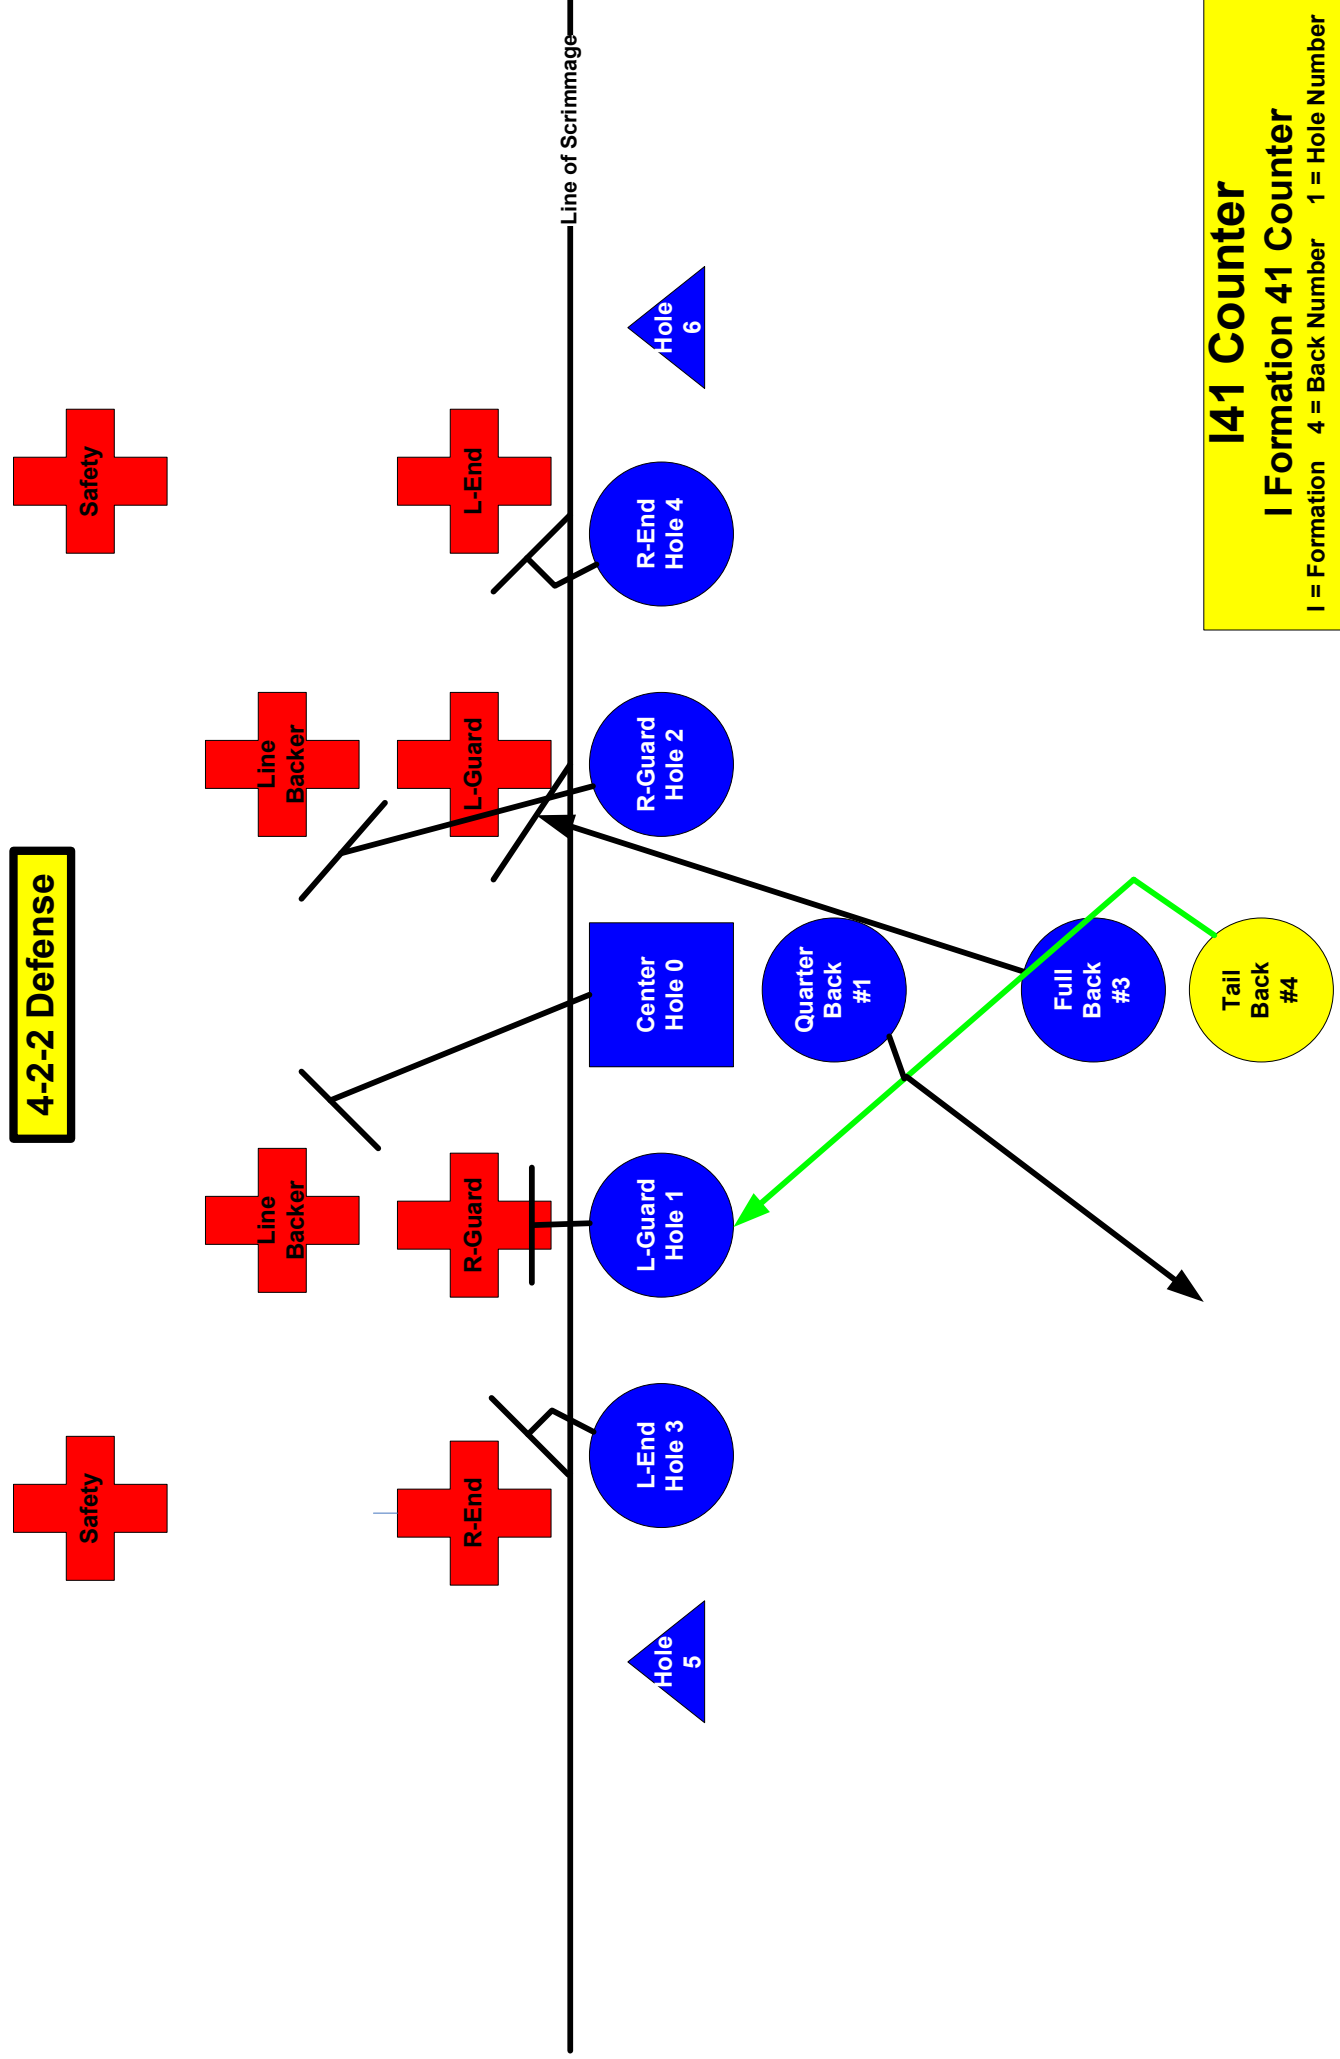 4-2-2 Defense
Safety
Safety
Line
Backer
Line
Backer
R-End
R-Guard
L-Guard
L-End
Line of Scrimmage
Hole
5
L-End
Hole 3
L-Guard
Hole 1
Center
Hole 0
R-Guard
Hole 2
R-End
Hole 4
Hole
6
Quarter
Back
#1
Full
Back
#3
Tail
Back
#4
I41 Counter
I Formation 41 Counter
I = Formation 4 = Back Number 1 = Hole Number